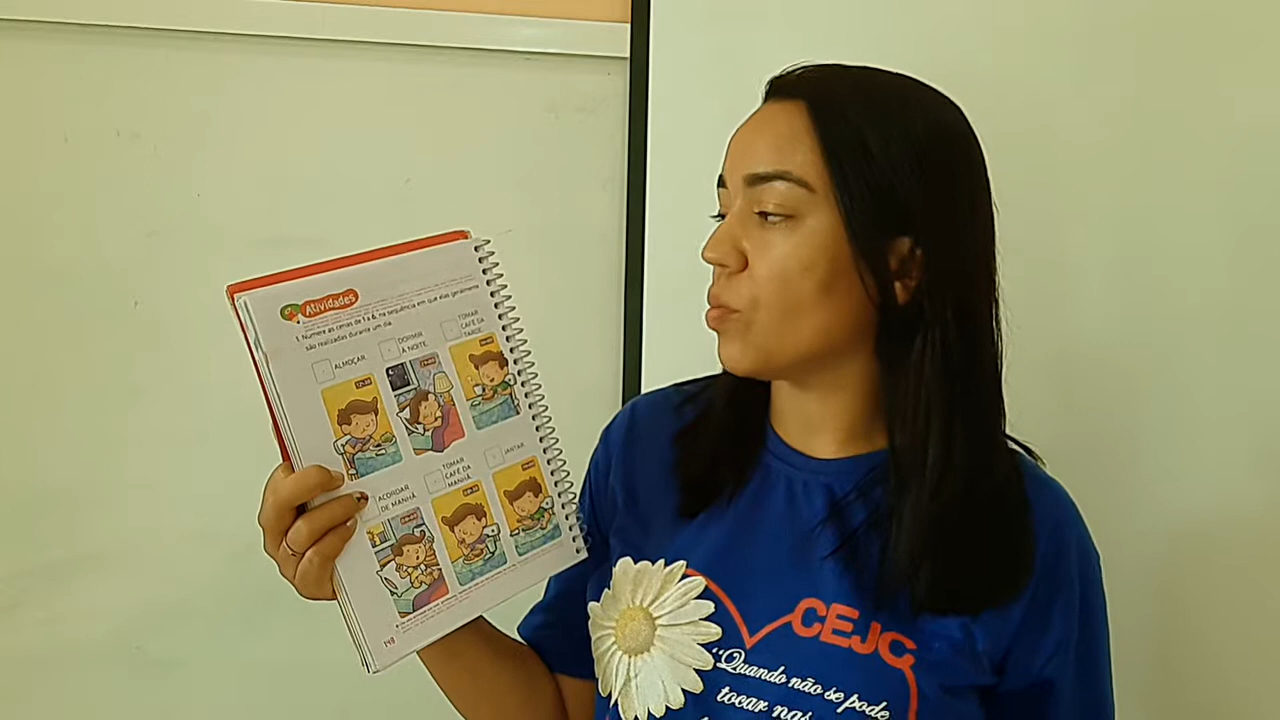 Atividades
1. Numere as cenas de 1 a 6, na sequência em que elas geralmente
são realizadas durante um dia.
ALMOÇAR.
DORMIR
À NOITE.
TOMAR
CAFÉ DA
TARDE.
ACORDAR
DE MANHÃ.
TOMAR
CAFÉ DA
MANHÃ.
JANTAR.
148
CEJC
"Quando não se pode
tocar nas